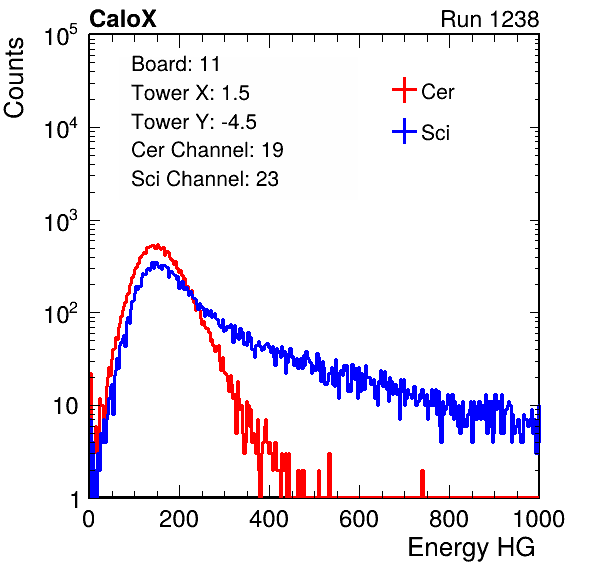 CaloX Run 1238
Counts
Board: 11
Tower X: 1.5
Tower Y: -4.5
Cer Channel: 19
Sci Channel: 23
Cer
Sci
10^5
10^4
10^3
10^2
10
1
0 200 400 600 800 1000
Energy HG